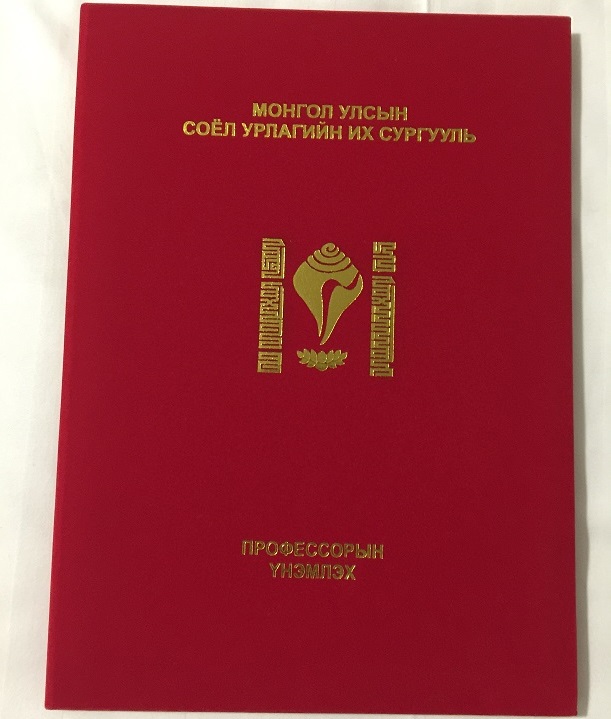 МОНГОЛ УЛСЫН
СОЁЛ УРЛАГИЙН ИХ СУРГУУЛЬ
ПРОФЕССОРЫН
ҮНЭМЛЭХ